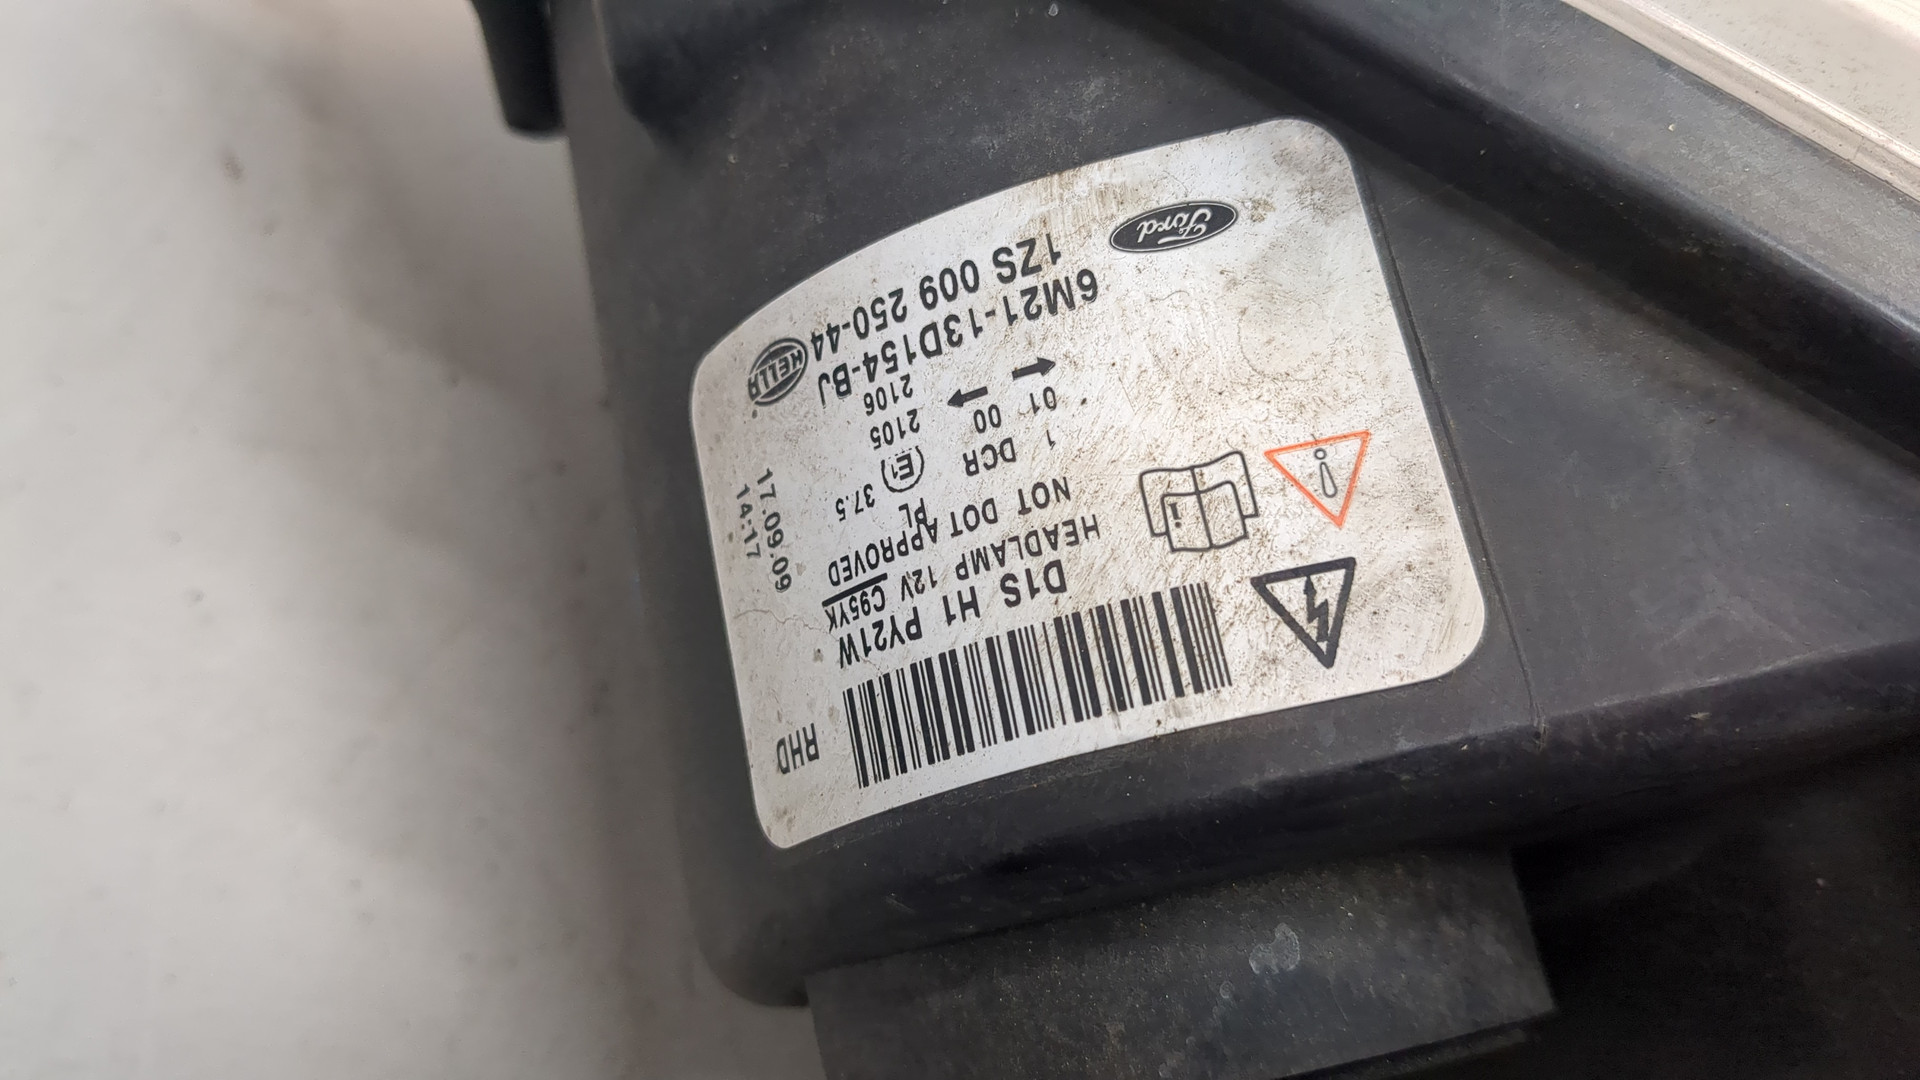 Ford
1ZS 009 250-44
HELLA
6M21-13D154-BJ
2106
01 00 2105
1 DCR E1 37.5
PL
NOT DOT APPROVED
HEADLAMP 12V C95YK
D1S H1 PY21W
17.09.09
14:17
i
RHD